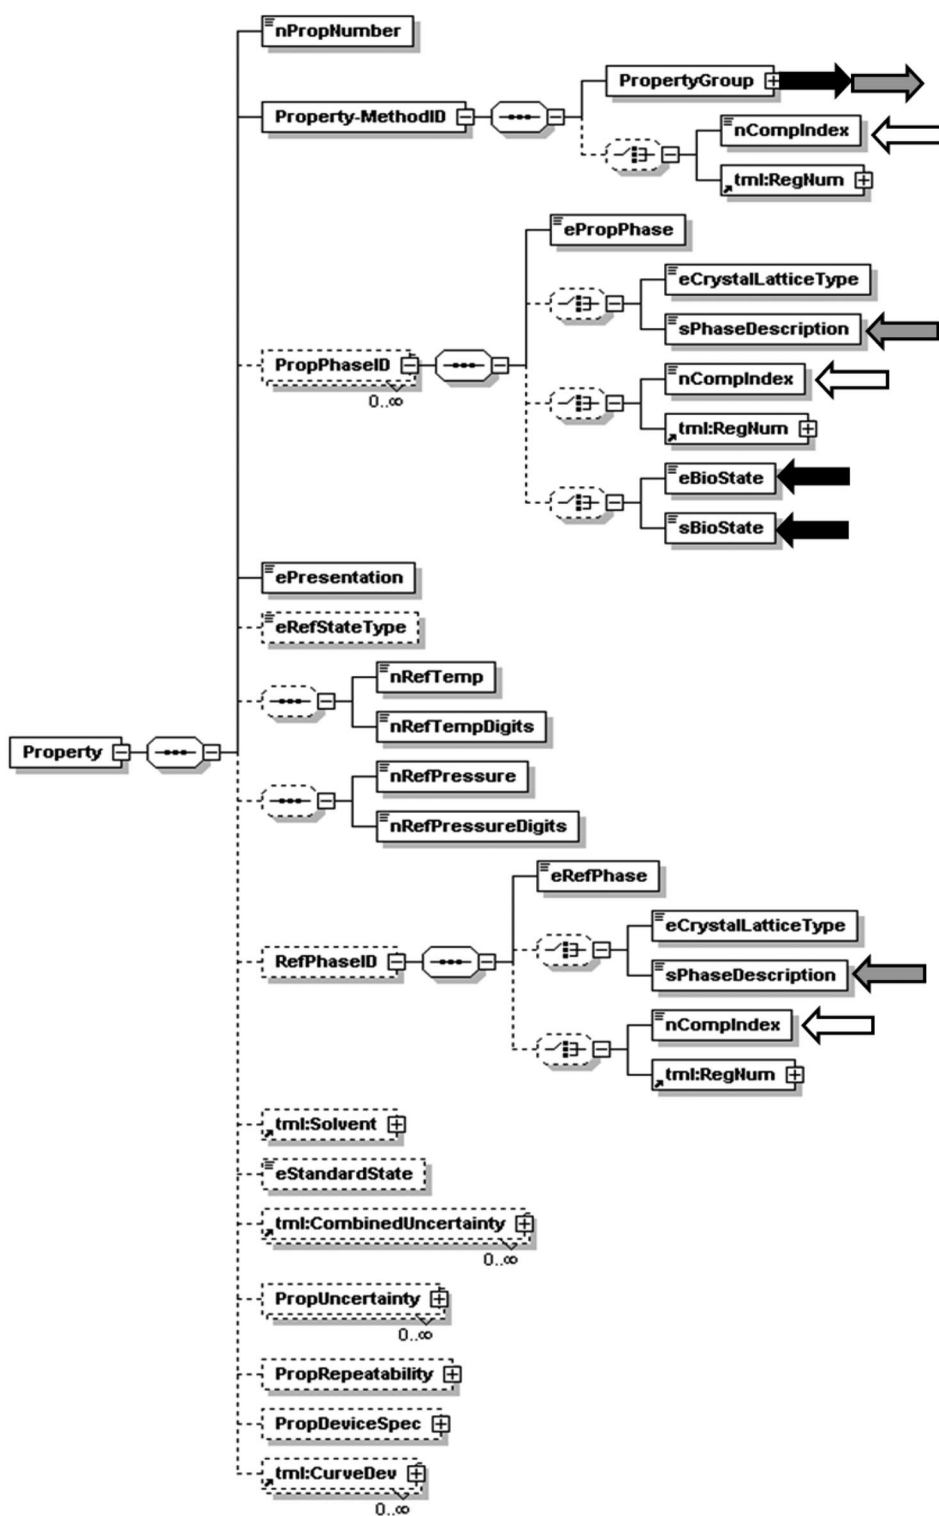 nPropNumber
PropertyGroup
Property-MethodID
nCompIndex
tml:RegNum
ePropPhase
eCrystalLatticeType
sPhaseDescription
PropPhaseID
0..∞
nCompIndex
tml:RegNum
eBioState
sBioState
ePresentation
eRefStateType
nRefTemp
nRefTempDigits
Property
nRefPressure
nRefPressureDigits
eRefPhase
eCrystalLatticeType
RefPhaseID
sPhaseDescription
nCompIndex
tml:RegNum
tml:Solvent
eStandardState
tml:CombinedUncertainty
0..∞
PropUncertainty
0..∞
PropRepeatability
PropDeviceSpec
tml:CurveDev
0..∞